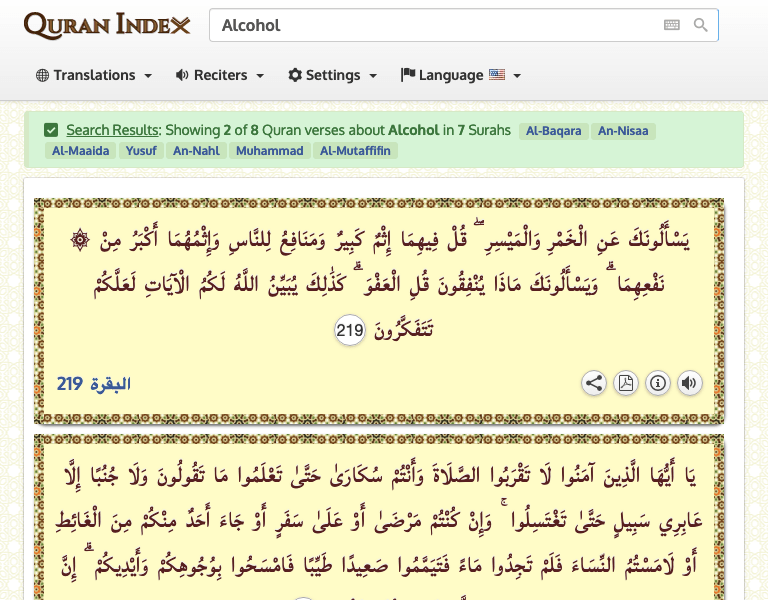 QURAN INDEX
Alcohol
Translations
Reciters
Settings
Language
Search Results: Showing 2 of 8 Quran verses about Alcohol in 7 Surahs Al-Baqara An-Nisaa
Al-Maaida Yusuf An-Nahl Muhammad Al-Mutaffifin
يَسْأَلُونَكَ عَنِ الْخَمْرِ وَالْمَيْسِرِ ۖ قُلْ فِيهِمَا إِثْمٌ كَبِيرٌ وَمَنَافِعُ لِلنَّاسِ وَإِثْمُهُمَا أَكْبَرُ مِنْ ۞
نَفْعِهِمَا ۗ وَيَسْأَلُونَكَ مَاذَا يُنْفِقُونَ قُلِ الْعَفْوَ ۗ كَذَٰلِكَ يُبَيِّنُ اللَّهُ لَكُمُ الْآيَاتِ لَعَلَّكُمْ
تَتَفَكَّرُونَ 219
البقرة 219
يَا أَيُّهَا الَّذِينَ آمَنُوا لَا تَقْرَبُوا الصَّلَاةَ وَأَنْتُمْ سُكَارَىٰ حَتَّىٰ تَعْلَمُوا مَا تَقُولُونَ وَلَا جُنُبًا إِلَّا
عَابِرِي سَبِيلٍ حَتَّىٰ تَغْتَسِلُوا ۚ وَإِنْ كُنْتُمْ مَرْضَىٰ أَوْ عَلَىٰ سَفَرٍ أَوْ جَاءَ أَحَدٌ مِنْكُمْ مِنَ الْغَائِطِ
أَوْ لَامَسْتُمُ النِّسَاءَ فَلَمْ تَجِدُوا مَاءً فَتَيَمَّمُوا صَعِيدًا طَيِّبًا فَامْسَحُوا بِوُجُوهِكُمْ وَأَيْدِيكُمْ ۗ إِنَّ